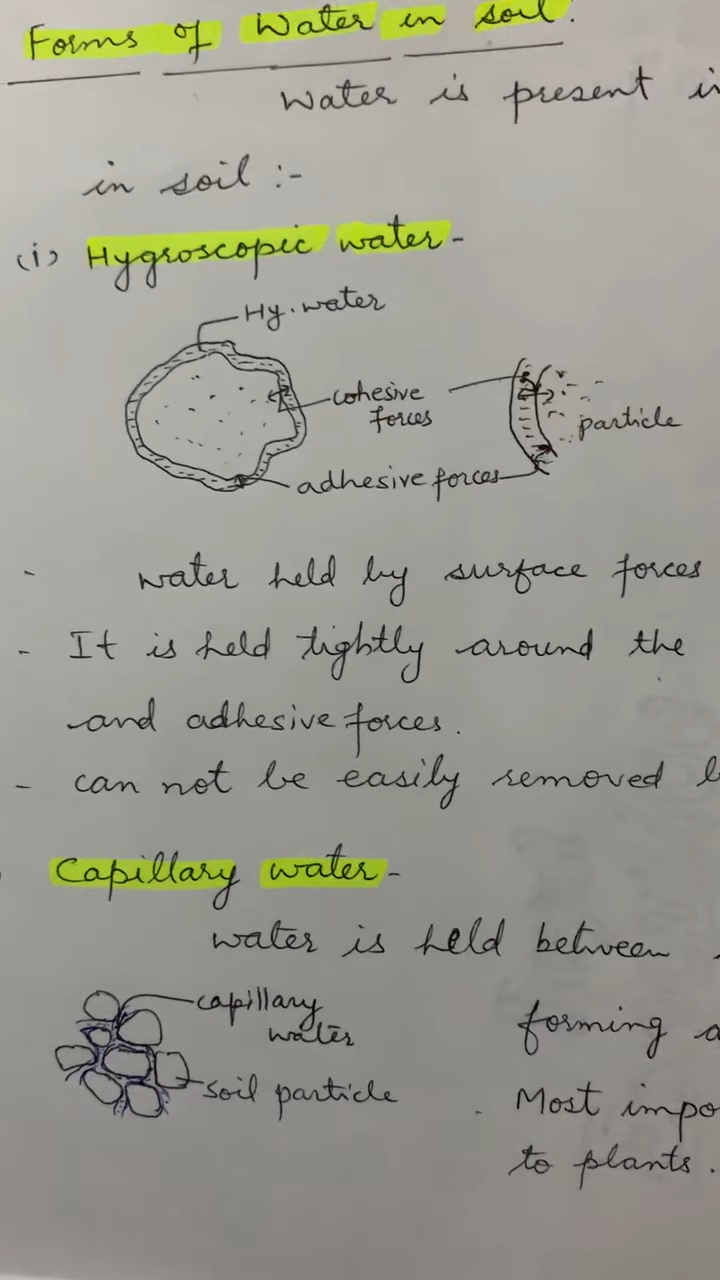 Forms of Water in soil.
Water is present in
in soil :-
(i) Hygroscopic water -
Hy. water
cohesive
forces
particle
adhesive forces
- water held by surface forces
- It is held tightly around the
and adhesive forces.
- can not be easily removed
Capillary water -
water is held between
capillary
water
forming
soil particle
. Most impo
to plants.